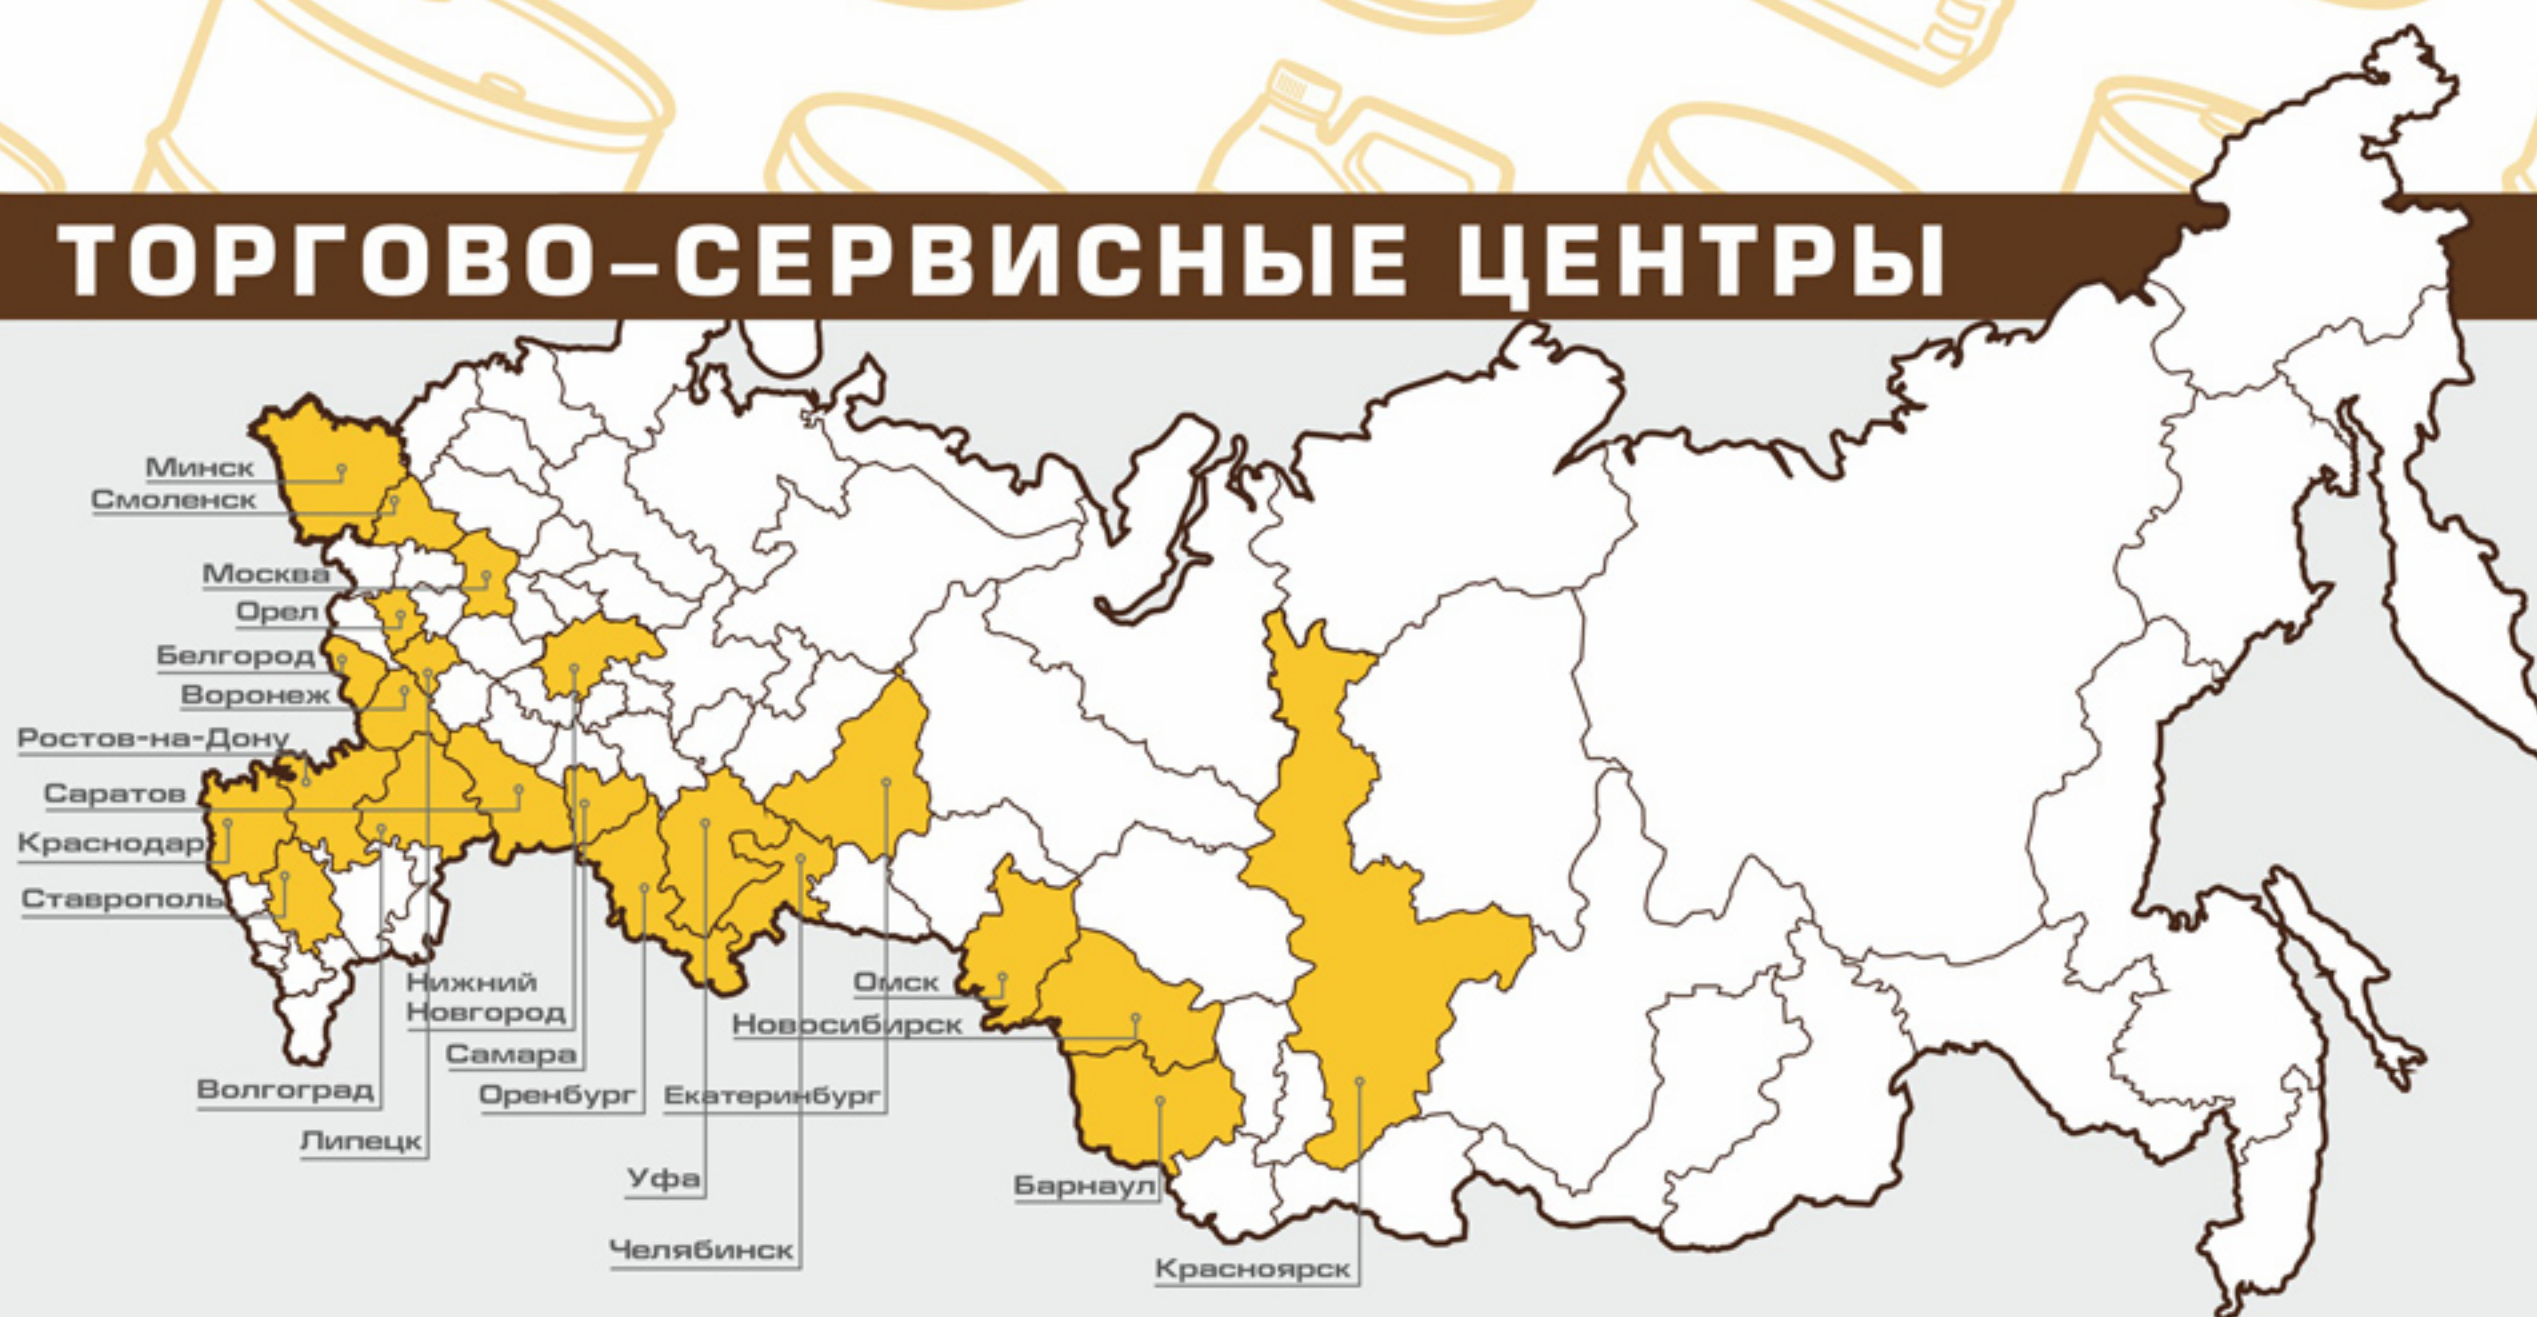 ТОРГОВО-СЕРВИСНЫЕ ЦЕНТРЫ
Минск
Смоленск
Москва
Орел
Белгород
Воронеж
Ростов-на-Дону
Саратов
Краснодар
Ставрополь
Нижний
Новгород
Самара
Волгоград
Оренбург
Екатеринбург
Липецк
Уфа
Челябинск
Омск
Новосибирск
Барнаул
Красноярск